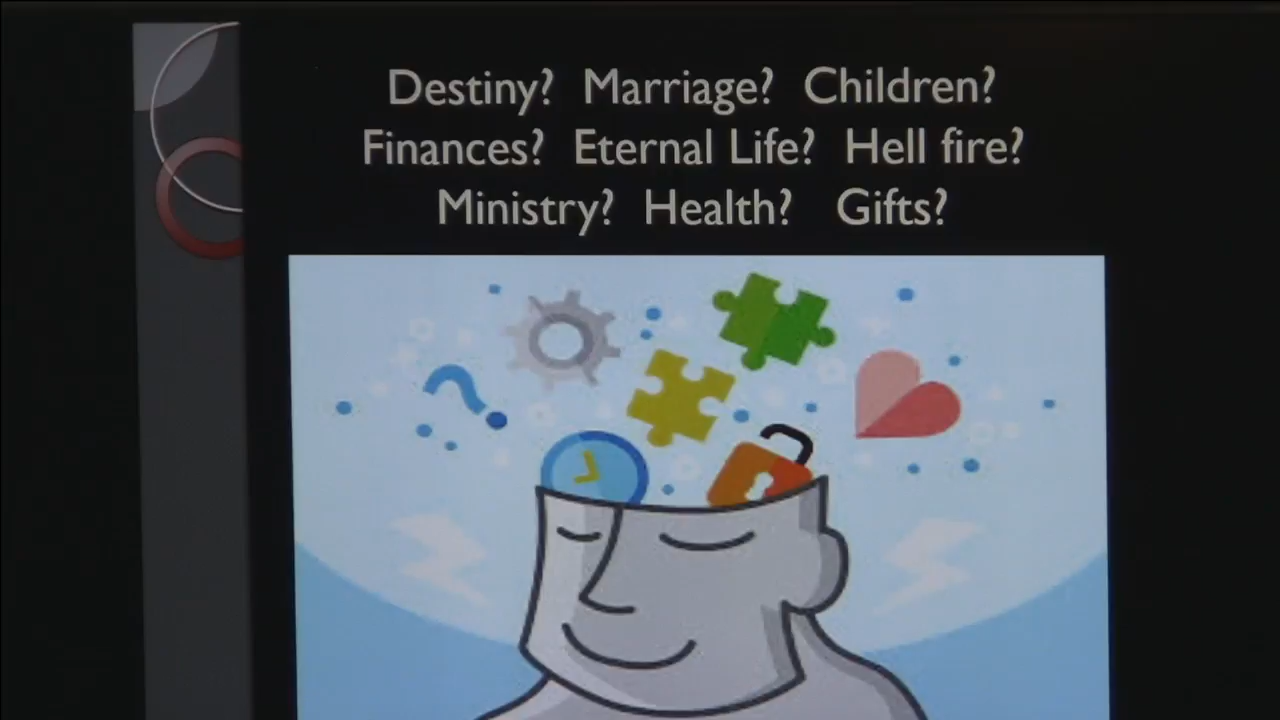 Destiny? Marriage? Children?
Finances? Eternal Life? Hell fire?
Ministry? Health? Gifts?